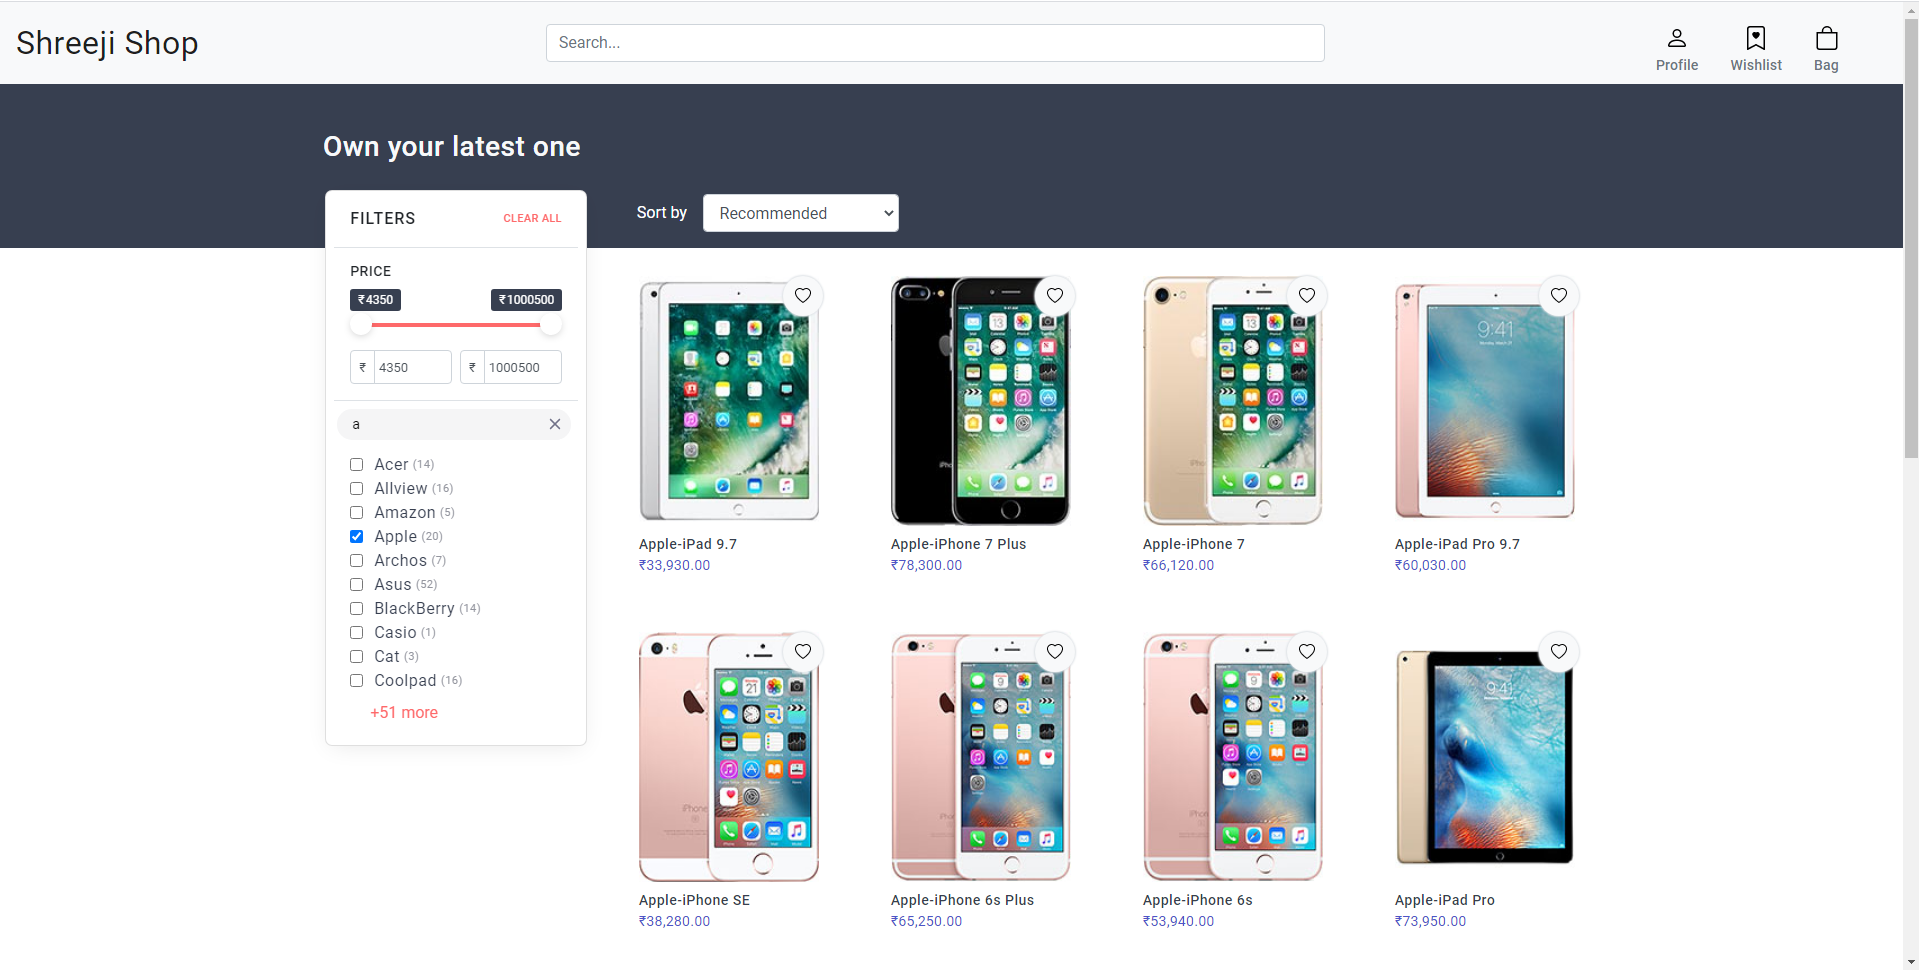 Shreeji Shop
Search...
Profile
Wishlist
Bag
Own your latest one
FILTERS
CLEAR ALL
Sort by
Recommended
PRICE
₹4350
₹1000500
₹ 4350
₹ 1000500
a
Acer (14)
Allview (16)
Amazon (5)
Apple (20)
Archos (7)
Asus (52)
BlackBerry (14)
Casio (1)
Cat (3)
Coolpad (16)
+51 more
Apple-iPad 9.7
₹33,930.00
Apple-iPhone 7 Plus
₹78,300.00
Apple-iPhone 7
₹66,120.00
9:41
Apple-iPad Pro 9.7
₹60,030.00
iPhone
Apple-iPhone SE
₹38,280.00
Apple-iPhone 6s Plus
₹65,250.00
Apple-iPhone 6s
₹53,940.00
9:41
Apple-iPad Pro
₹73,950.00